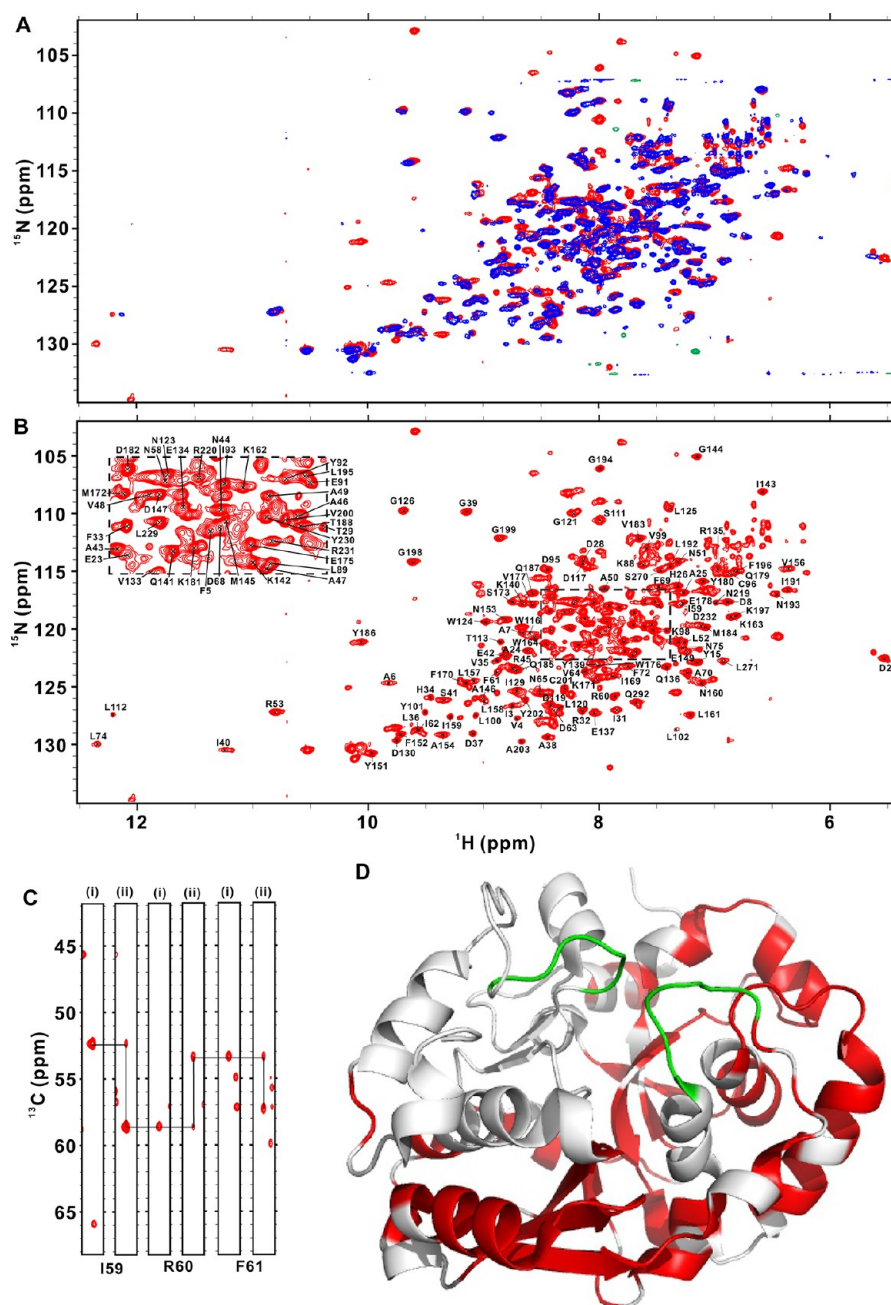 A
105
110
115
120
125
130
15N (ppm)
B
N123 N44
D182 N58 E134 R220 I93 K162
Y92
L195
E91
A49
A46
V200
T188
T29
Y230
R231
E175
L89
A47
M172
V48
D147
F33
L229
A43
E23
V133 Q141 K181 F5 D68 M145 K142
G194 G144
I143
G126 G39 G121 S111 L125
G199 V183 V99 R135
G198 D95 D28 K88 L192 N51 F196 V156
Q187 V177 K140 S173 D117 A50 S270 F69 H26 A25 Y180 Q179 C96 I191
N153 W124 W116 A7 E178 N219 I59 D8 N193 K197
T113 W164 D232 K163
Y186 E42 A24 K98 L52 M184
V35 R45 Q185 Y139 W176 E149 N75 Y15 D2
A6 F170 L157 F61 I129 N65 V64 C201 K171 I169 F72 Q136 A70 L271
H34 S41 A146 D119 R60 Q292 N160
L112 R53 Y101 L158 I3 Y202 L120 L161
L36 I62 I159 L100 V4 D63 R32 I31
L74 I40 D130 F152 A154 D37 A203 A38 E137 L102
Y151
105
110
115
120
125
130
15N (ppm)
12 10 8 6
1H (ppm)
C
(i) (ii) (i) (ii) (i) (ii)
45
50
55
60
65
13C (ppm)
I59 R60 F61
D